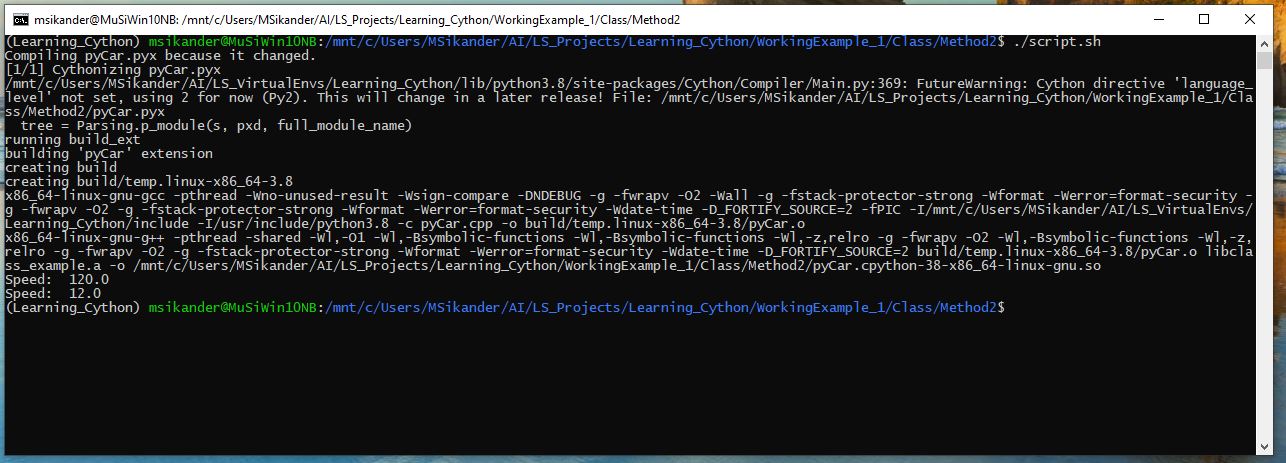 msikander@MuSiWin10NB: /mnt/c/Users/MSikander/AI/LS_Projects/Learning_Cython/WorkingExample_1/Class/Method2
(Learning_Cython) msikander@MuSiWin10NB:/mnt/c/Users/MSikander/AI/LS_Projects/Learning_Cython/WorkingExample_1/Class/Method2$ ./script.sh
Compiling pyCar.pyx because it changed.
[1/1] Cythonizing pyCar.pyx
/mnt/c/Users/MSikander/AI/LS_VirtualEnvs/Learning_Cython/lib/python3.8/site-packages/Cython/Compiler/Main.py:369: FutureWarning: Cython directive 'language_
level' not set, using 2 for now (Py2). This will change in a later release! File: /mnt/c/Users/MSikander/AI/LS_Projects/Learning_Cython/WorkingExample_1/Cla
ss/Method2/pyCar.pyx
  tree = Parsing.p_module(s, pxd, full_module_name)
running build_ext
building 'pyCar' extension
creating build
creating build/temp.linux-x86_64-3.8
x86_64-linux-gnu-gcc -pthread -Wno-unused-result -Wsign-compare -DNDEBUG -g -fwrapv -O2 -Wall -g -fstack-protector-strong -Wformat -Werror=format-security -
g -fwrapv -O2 -g -fstack-protector-strong -Wformat -Werror=format-security -Wdate-time -D_FORTIFY_SOURCE=2 -fPIC -I/mnt/c/Users/MSikander/AI/LS_VirtualEnvs/
Learning_Cython/include -I/usr/include/python3.8 -c pyCar.cpp -o build/temp.linux-x86_64-3.8/pyCar.o
x86_64-linux-gnu-g++ -pthread -shared -Wl,-O1 -Wl,-Bsymbolic-functions -Wl,-Bsymbolic-functions -Wl,-z,relro -g -fwrapv -O2 -Wl,-Bsymbolic-functions -Wl,-z,
relro -g -fwrapv -O2 -g -fstack-protector-strong -Wformat -Werror=format-security -Wdate-time -D_FORTIFY_SOURCE=2 build/temp.linux-x86_64-3.8/pyCar.o libcla
ss_example.a -o /mnt/c/Users/MSikander/AI/LS_Projects/Learning_Cython/WorkingExample_1/Class/Method2/pyCar.cpython-38-x86_64-linux-gnu.so
Speed:  120.0
Speed:  12.0
(Learning_Cython) msikander@MuSiWin10NB:/mnt/c/Users/MSikander/AI/LS_Projects/Learning_Cython/WorkingExample_1/Class/Method2$